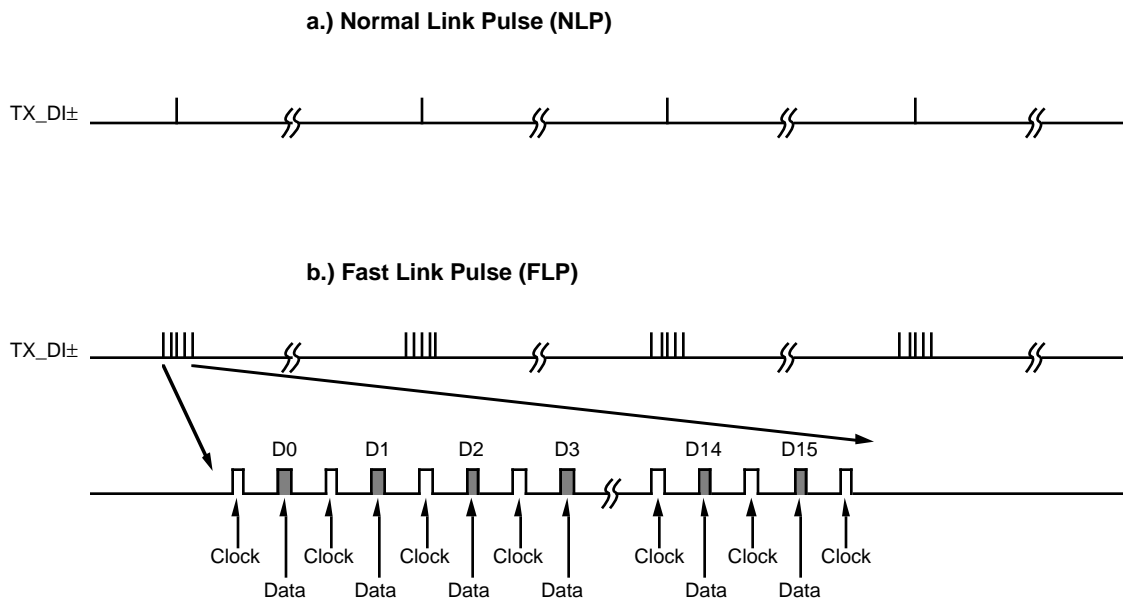 a.) Normal Link Pulse (NLP)
TX_DI±
b.) Fast Link Pulse (FLP)
TX_DI±
D0 D1 D2 D3 D14 D15
Clock Clock Clock Clock Clock Clock Clock
Data Data Data Data Data Data